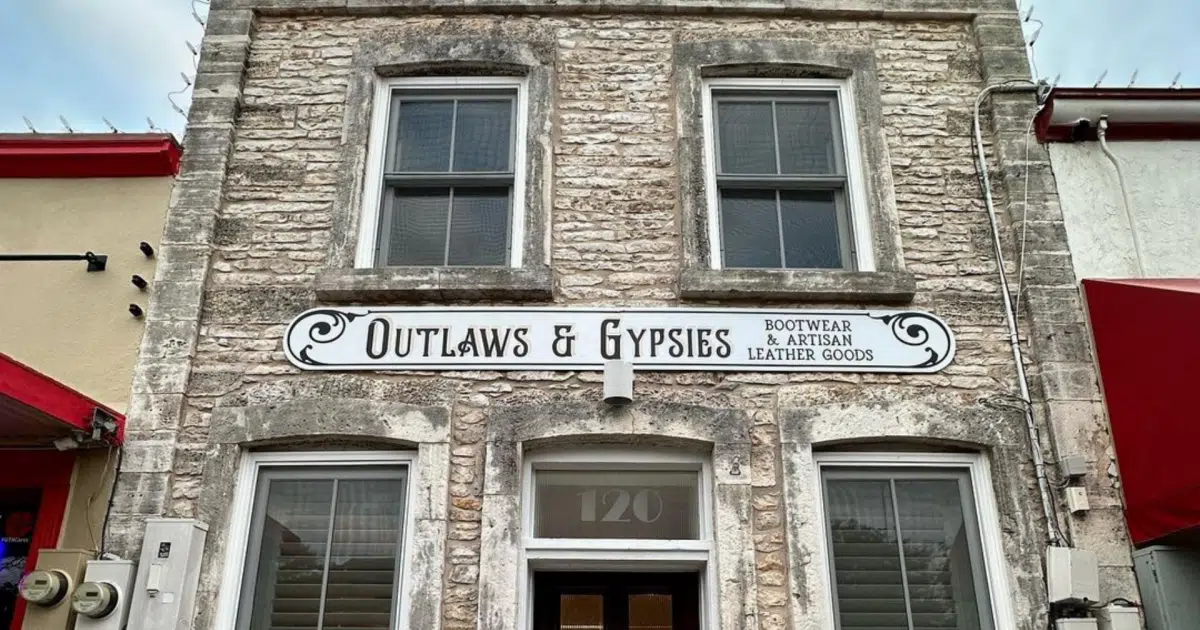 OUTLAWS & GYPSIES
BOOTWEAR
& ARTISAN
LEATHER GOODS
120